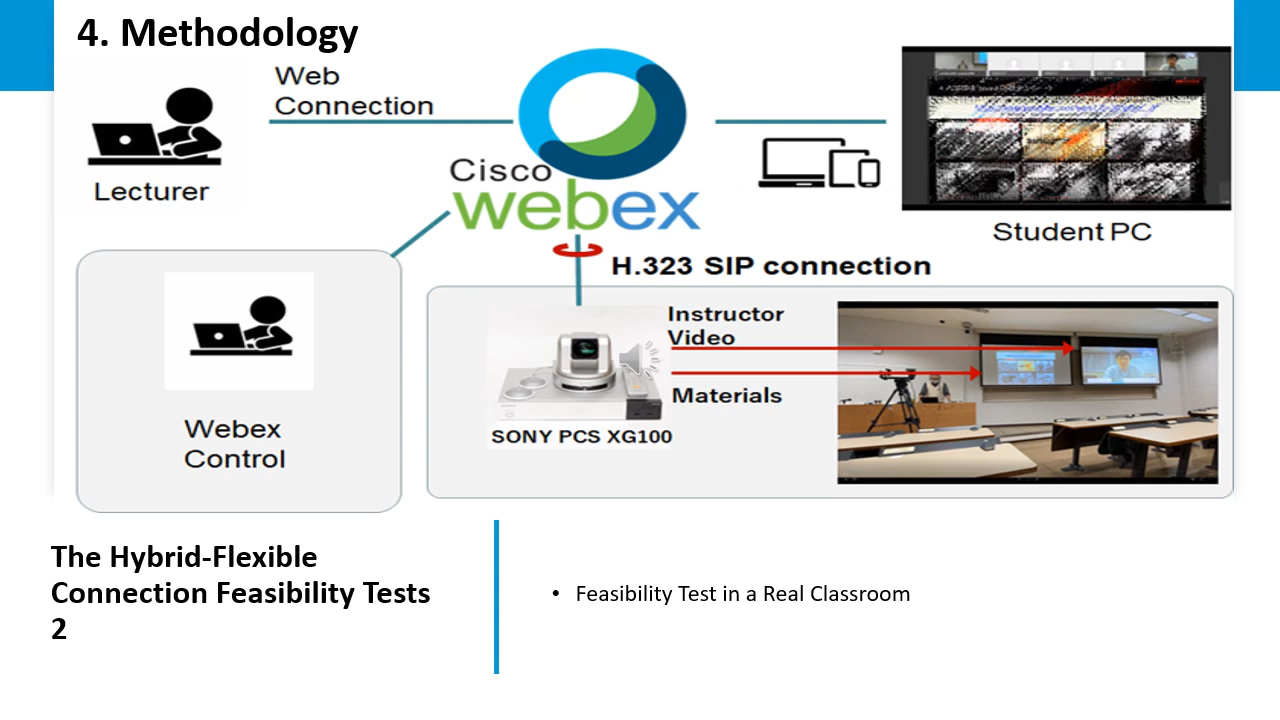 4. Methodology
Web
Connection
Cisco
webex
Lecturer
Student PC
H.323 SIP connection
Instructor
Video
Materials
SONY PCS XG100
Webex
Control
The Hybrid-Flexible
Connection Feasibility Tests
2
• Feasibility Test in a Real Classroom